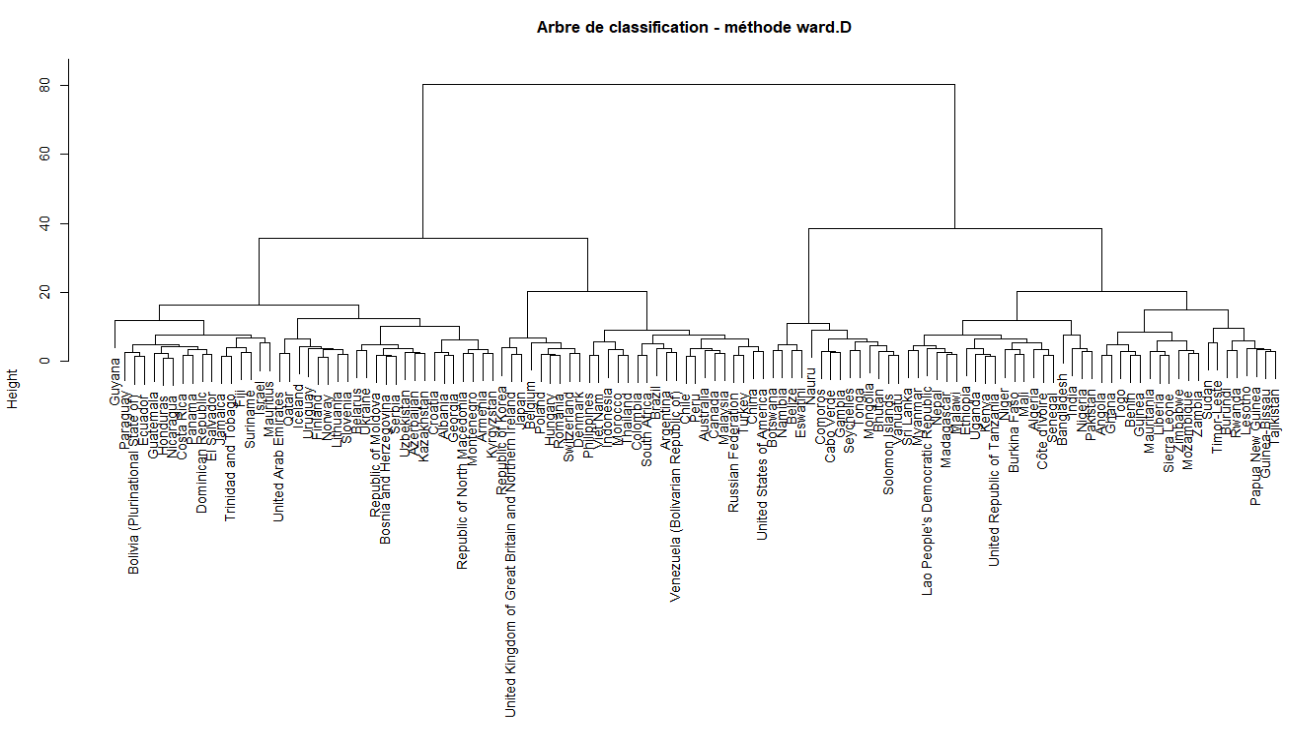 Arbre de classification - méthode ward.D
Height
80
60
40
20
0
Guyana
Paraguay
Bolivia (Plurinational State of)
Ecuador
Guatemala
Honduras
Nicaragua
Costa Rica
Panama
Dominican Republic
El Salvador
Jamaica
Trinidad and Tobago
Fiji
Suriname
Israel
Mauritius
United Arab Emirates
Qatar
Iceland
Uruguay
Finland
Norway
Lithuania
Slovenia
Belarus
Ukraine
Republic of Moldova
Bosnia and Herzegovina
Serbia
Uzbekistan
Azerbaijan
Kazakhstan
Croatia
Albania
Georgia
Republic of North Macedonia
Montenegro
Armenia
Kyrgyzstan
Republic of Korea
United Kingdom of Great Britain and Northern Ireland
Japan
Belgium
Poland
Hungary
Romania
Switzerland
Denmark
Philippines
Viet Nam
Indonesia
Morocco
Thailand
Colombia
South Africa
Brazil
Argentina
Venezuela (Bolivarian Republic of)
Chile
Peru
Australia
Canada
Malaysia
Russian Federation
Turkey
China
United States of America
Botswana
Namibia
Belize
Eswatini
Nauru
Comoros
Cabo Verde
Gambia
Seychelles
Tonga
Mongolia
Bhutan
Solomon Islands
Vanuatu
Sri Lanka
Myanmar
Lao People's Democratic Republic
Nepal
Madagascar
Malawi
Ethiopia
Uganda
Kenya
United Republic of Tanzania
Niger
Burkina Faso
Mali
Algeria
Côte d'Ivoire
Senegal
Bangladesh
India
Nigeria
Pakistan
Angola
Ghana
Togo
Benin
Guinea
Mauritania
Liberia
Sierra Leone
Zimbabwe
Mozambique
Zambia
Sudan
Timor-Leste
Burundi
Rwanda
Lesotho
Papua New Guinea
Guinea-Bissau
Tajikistan